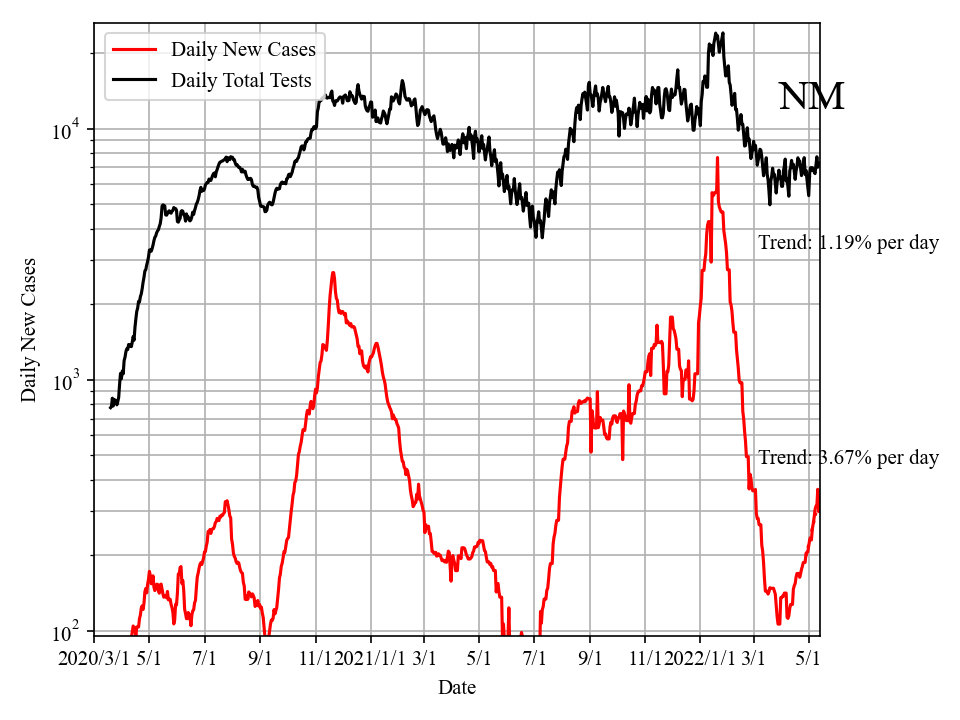 Daily New Cases
Daily Total Tests
NM
10^4
Trend: 1.19% per day
Daily New Cases
10^3
Trend: 3.67% per day
10^2
2020/3/1 5/1 7/1 9/1 11/1 2021/1/1 3/1 5/1 7/1 9/1 11/1 2022/1/1 3/1 5/1
Date